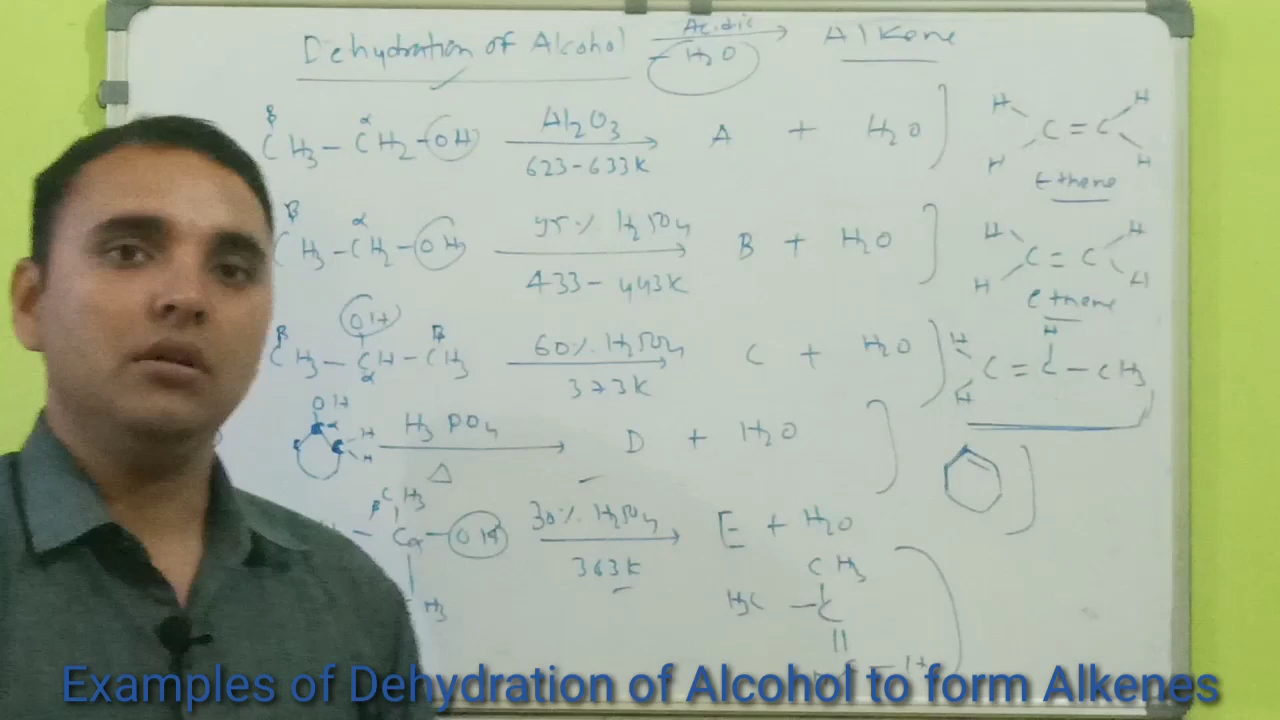 Dehydration of Alcohol Acidic → Alkene
- H₂O
β α
CH₃ - CH₂ - OH Al₂O₃ → A + H₂O
623-633K
H H
C = C
H H
Ethene
β α
CH₃ - CH₂ - OH 95% H₂SO₄ → B + H₂O
433 - 443K
H H
C = C
H H
ethene
OH
β β
CH₃ - CH - CH₃ 60% H₂SO₄ → C + H₂O
α 373K
H H
C = C - CH₃
H
OH
α H
H
H₃PO₄ → D + H₂O
△
CH₃
β
- Cα - OH 30% H₂SO₄ → E + H₂O
363K
H₃
CH₃
H₃C - C
||
- H
Examples of Dehydration of Alcohol to form Alkenes